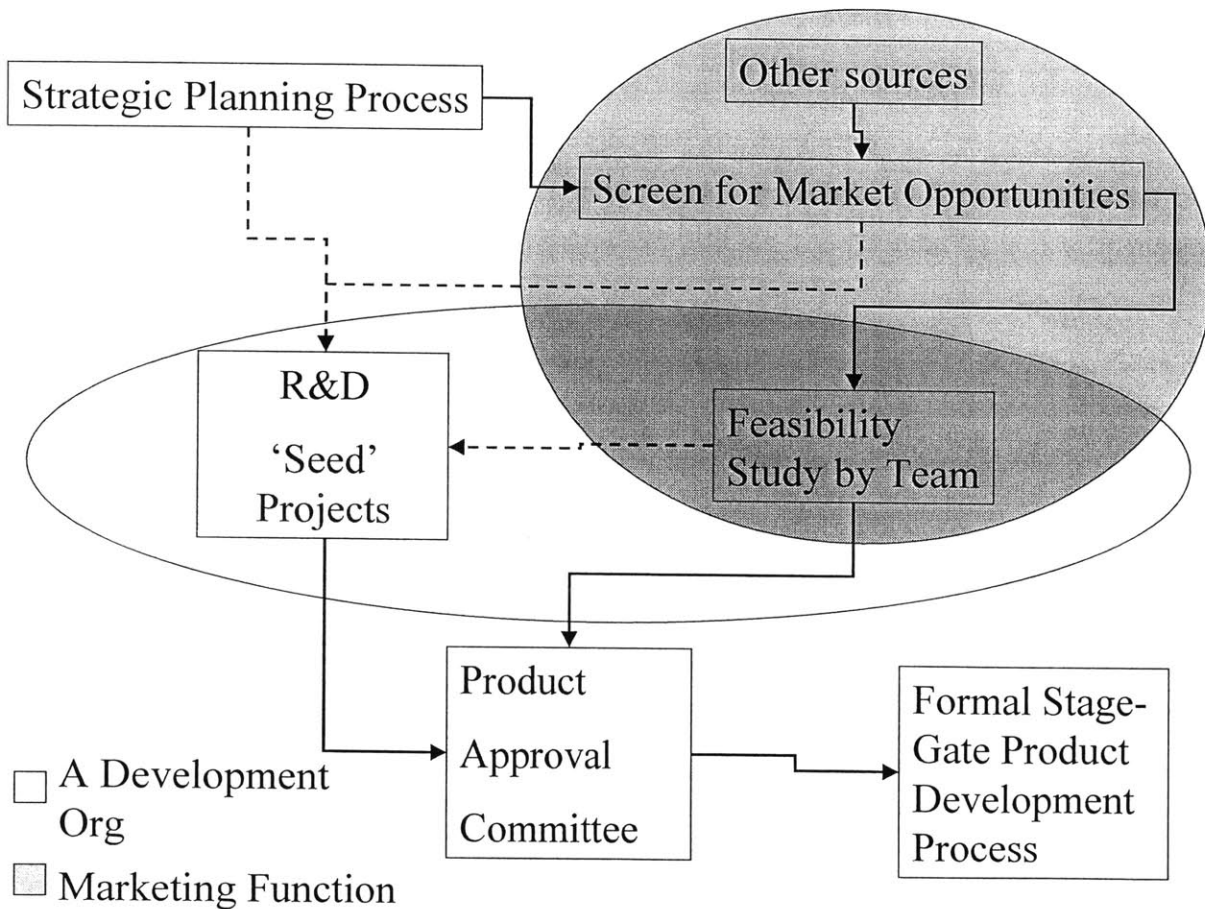 Other sources
Strategic Planning Process
Screen for Market Opportunities
R&D
‘Seed’
Projects
Feasibility
Study by Team
Product
Approval
Committee
Formal Stage-
Gate Product
Development
Process
A Development
Org
Marketing Function